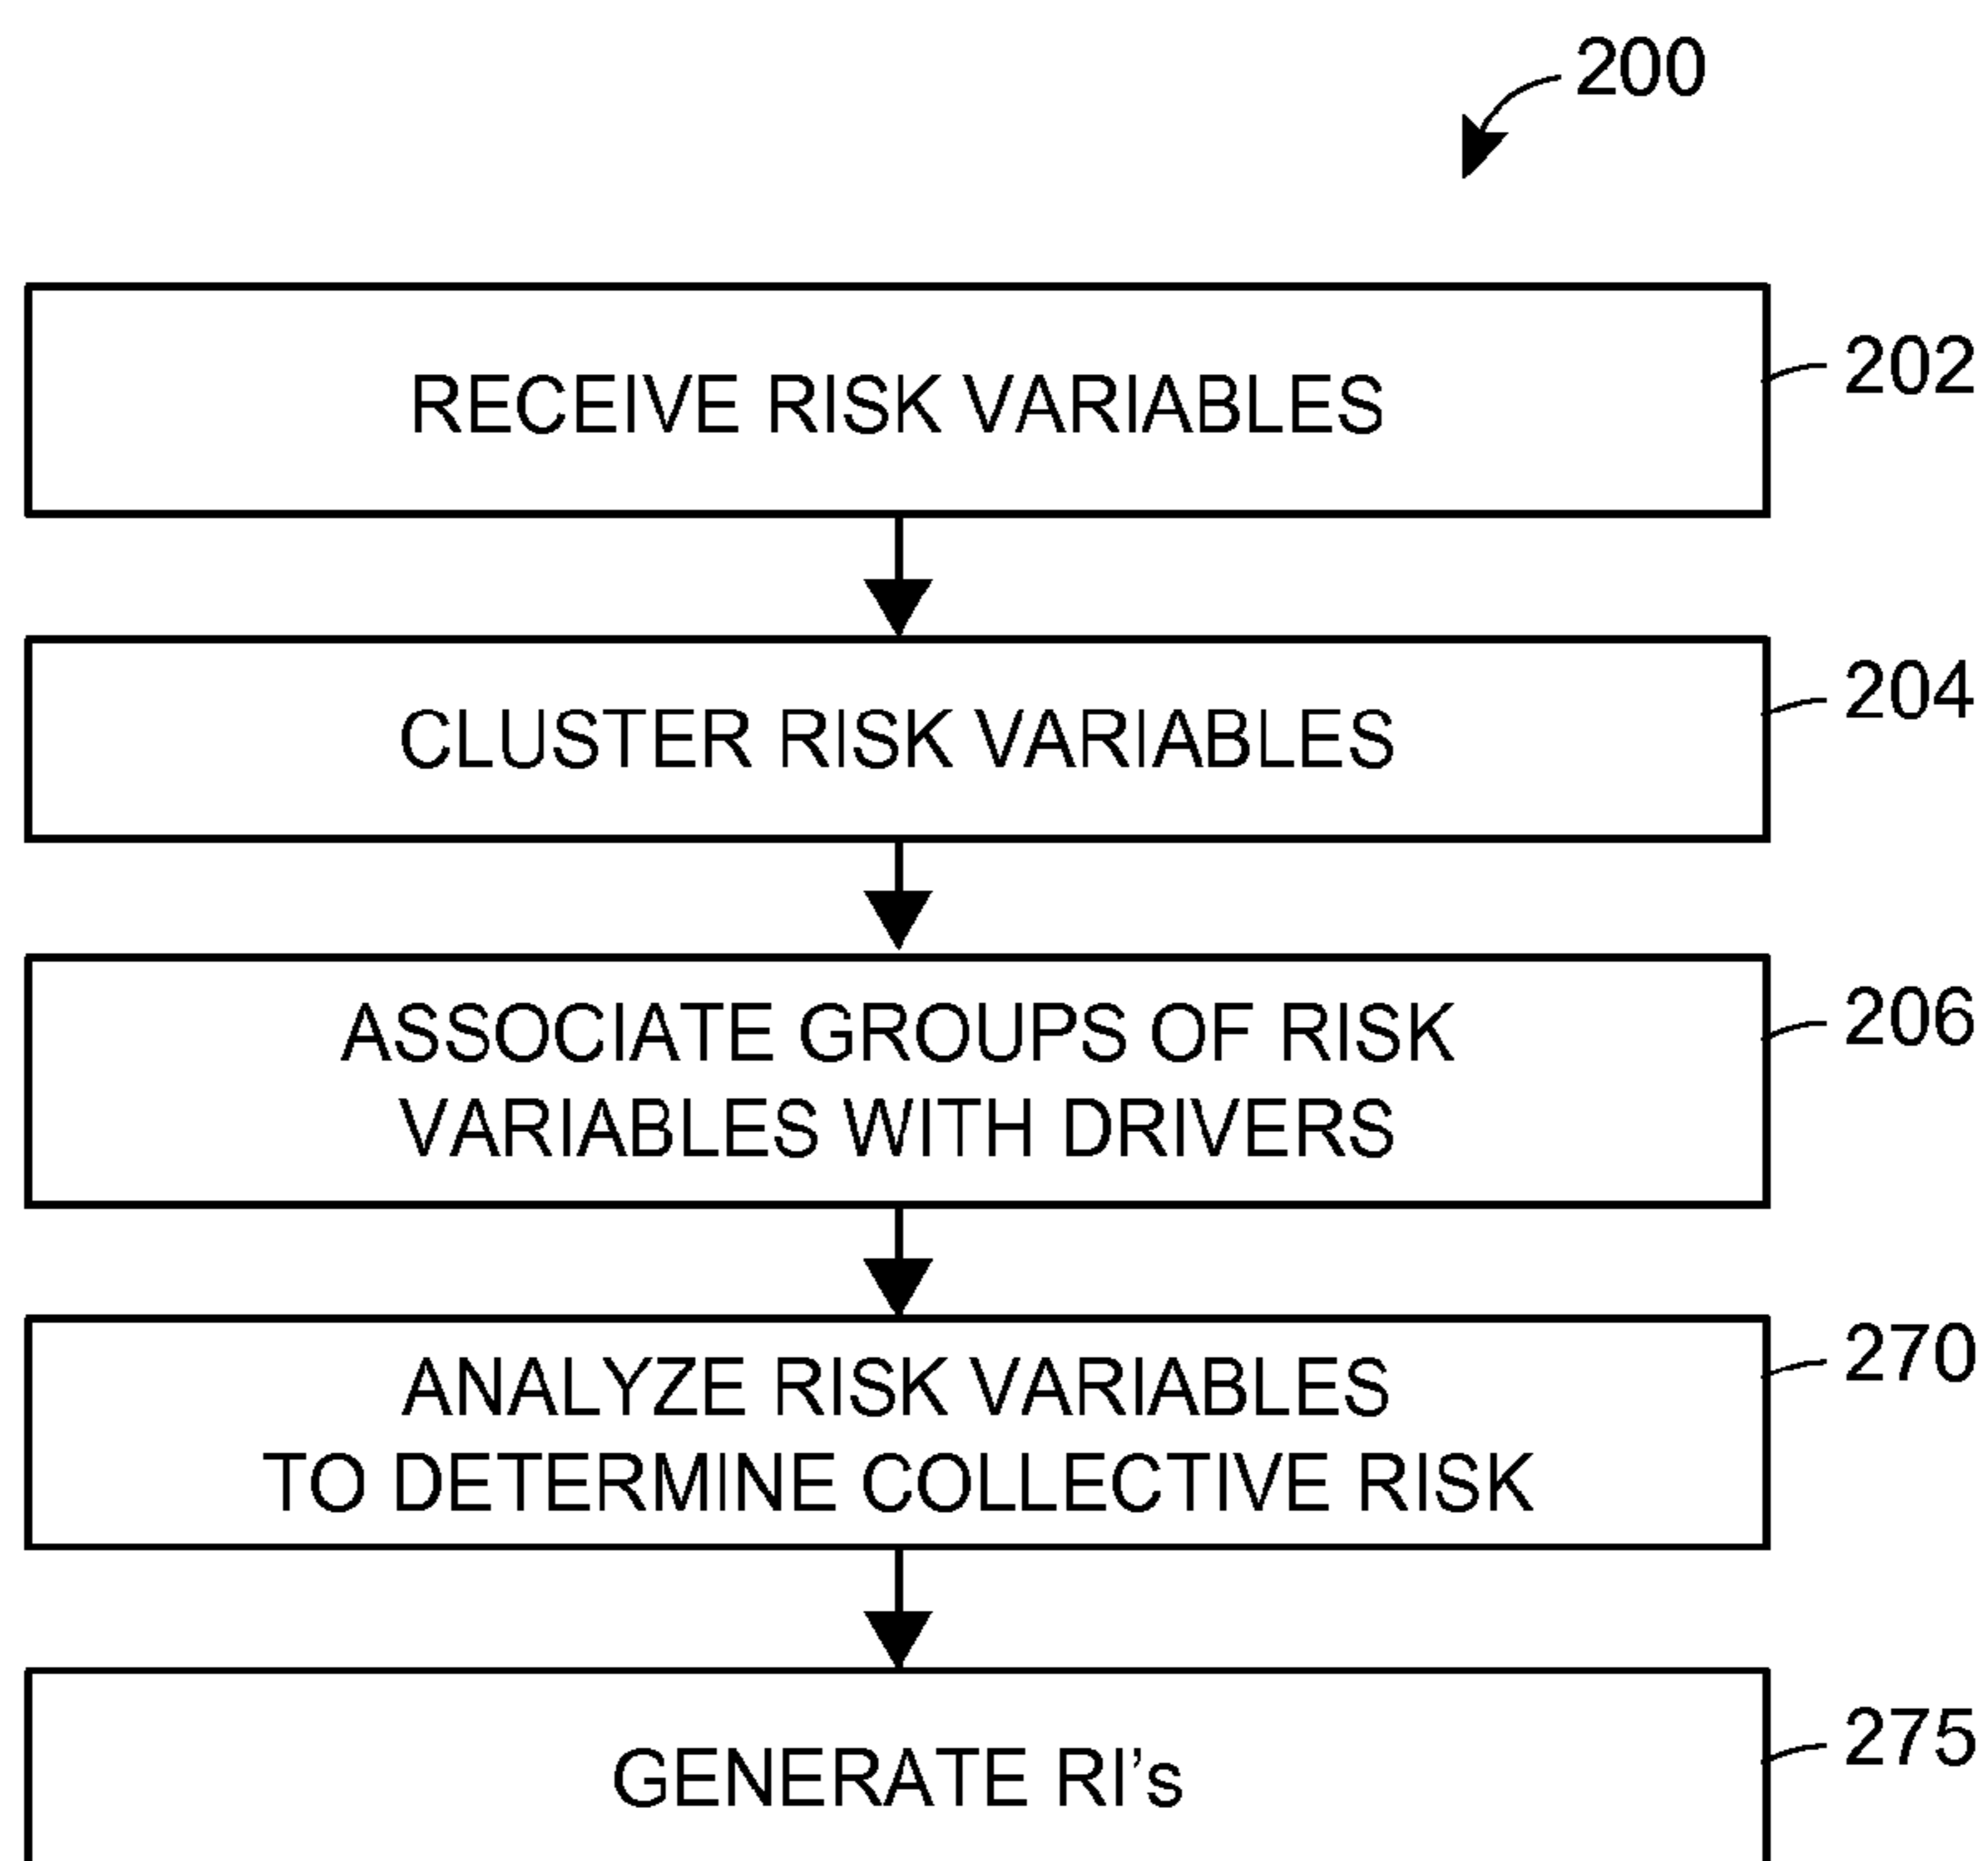 200
RECEIVE RISK VARIABLES
202
CLUSTER RISK VARIABLES
204
ASSOCIATE GROUPS OF RISK
VARIABLES WITH DRIVERS
206
ANALYZE RISK VARIABLES
TO DETERMINE COLLECTIVE RISK
270
GENERATE RI's
275